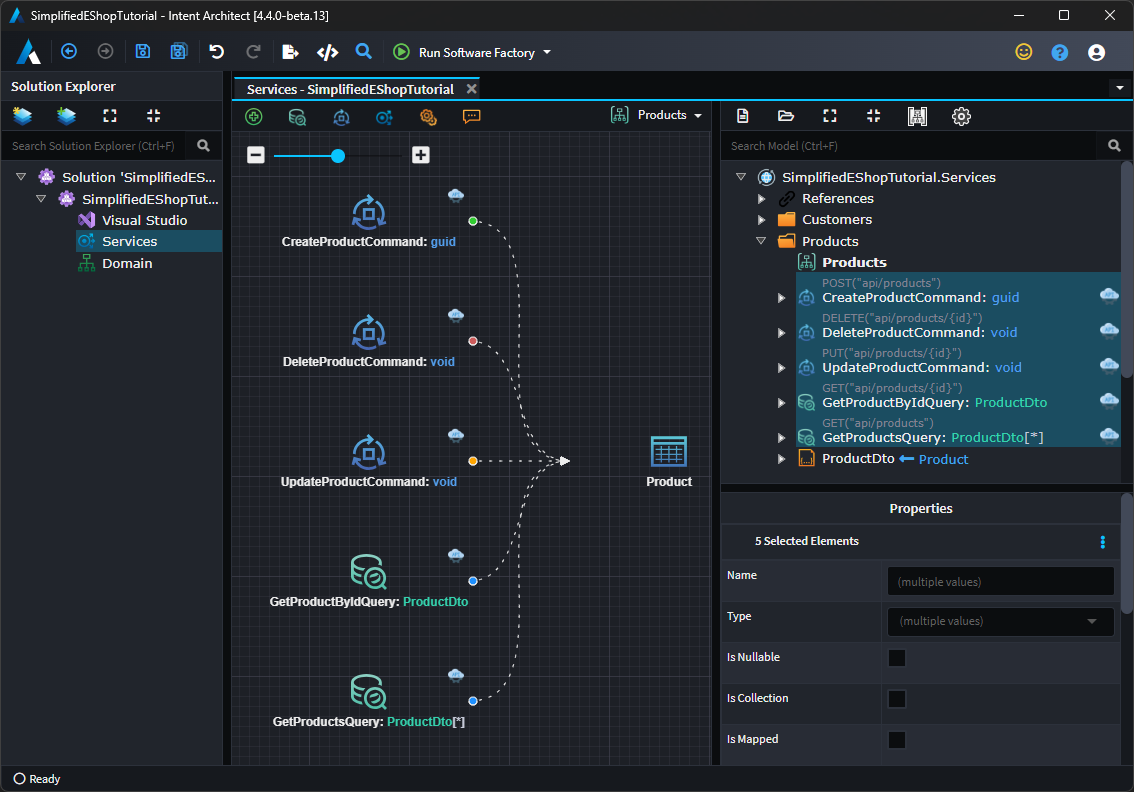 SimplifiedEShopTutorial - Intent Architect [4.4.0-beta.13]
Run Software Factory
Solution Explorer
Search Solution Explorer (Ctrl+F)
Solution 'SimplifiedES...
SimplifiedEShopTut...
Visual Studio
Services
Domain
Services - SimplifiedEShopTutorial
Products
CreateProductCommand: guid
DeleteProductCommand: void
UpdateProductCommand: void
Product
GetProductByIdQuery: ProductDto
GetProductsQuery: ProductDto[*]
Search Model (Ctrl+F)
SimplifiedEShopTutorial.Services
References
Customers
Products
Products
POST("api/products")
CreateProductCommand: guid
DELETE("api/products/{id}")
DeleteProductCommand: void
PUT("api/products/{id}")
UpdateProductCommand: void
GET("api/products/{id}")
GetProductByIdQuery: ProductDto
GET("api/products")
GetProductsQuery: ProductDto[*]
ProductDto Product
Properties
5 Selected Elements
Name (multiple values)
Type (multiple values)
Is Nullable
Is Collection
Is Mapped
Ready